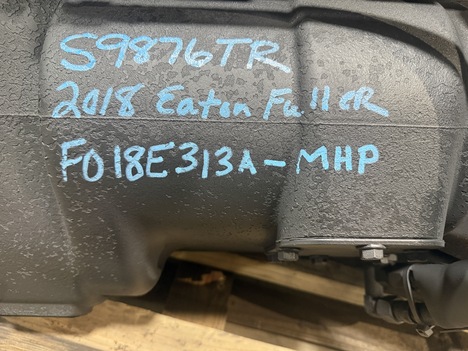 S9876TR
2018 Eaton Fuller
FO18E313A-MHP